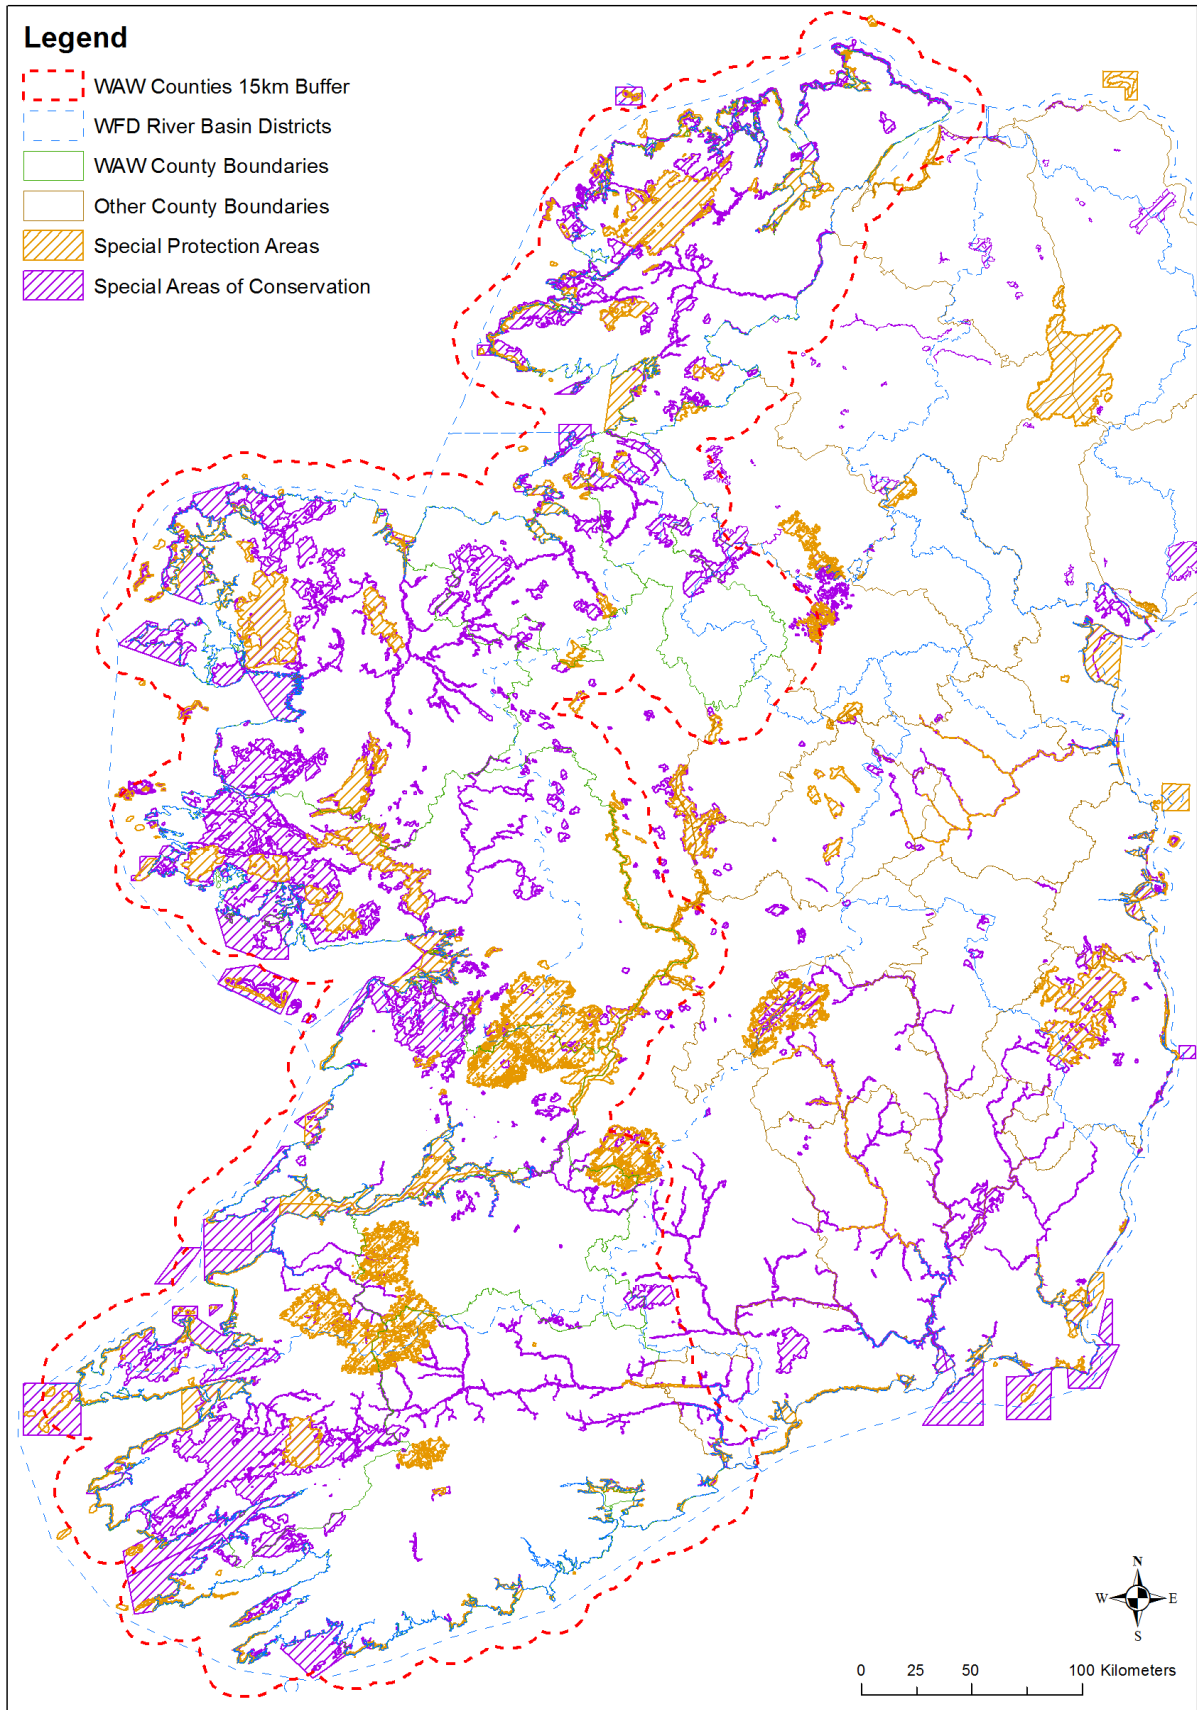 Legend
WAW Counties 15km Buffer
WFD River Basin Districts
WAW County Boundaries
Other County Boundaries
Special Protection Areas
Special Areas of Conservation
N
W E
S
0 25 50 100 Kilometers